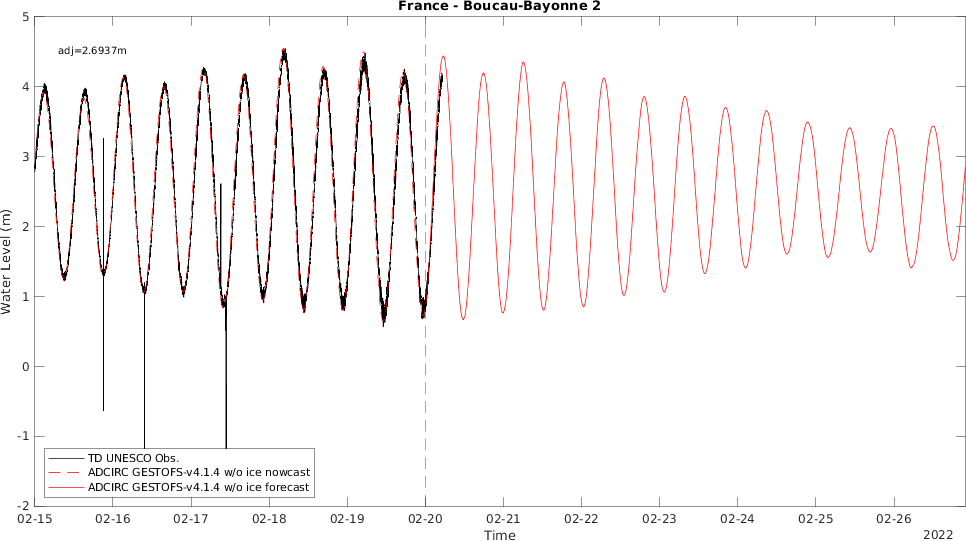 France - Boucau-Bayonne 2
adj=2.6937m
5
4
3
2
1
0
-1
-2
Water Level (m)
TD UNESCO Obs.
ADCIRC GESTOFS-v4.1.4 w/o ice nowcast
ADCIRC GESTOFS-v4.1.4 w/o ice forecast
02-15 02-16 02-17 02-18 02-19 02-20 02-21 02-22 02-23 02-24 02-25 02-26
Time
2022